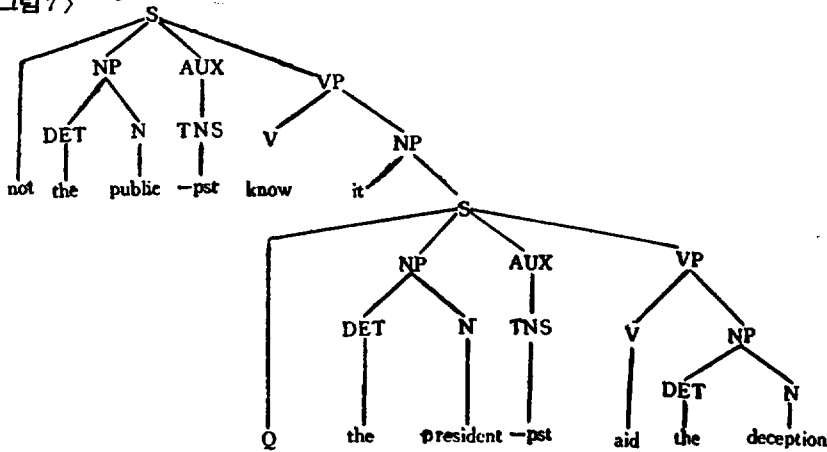 그림 7〉
S
NP AUX VP
DET N TNS V NP
not the public -pst know it
S
NP AUX VP
DET N TNS V NP
DET N
Q the president -pst aid the deception